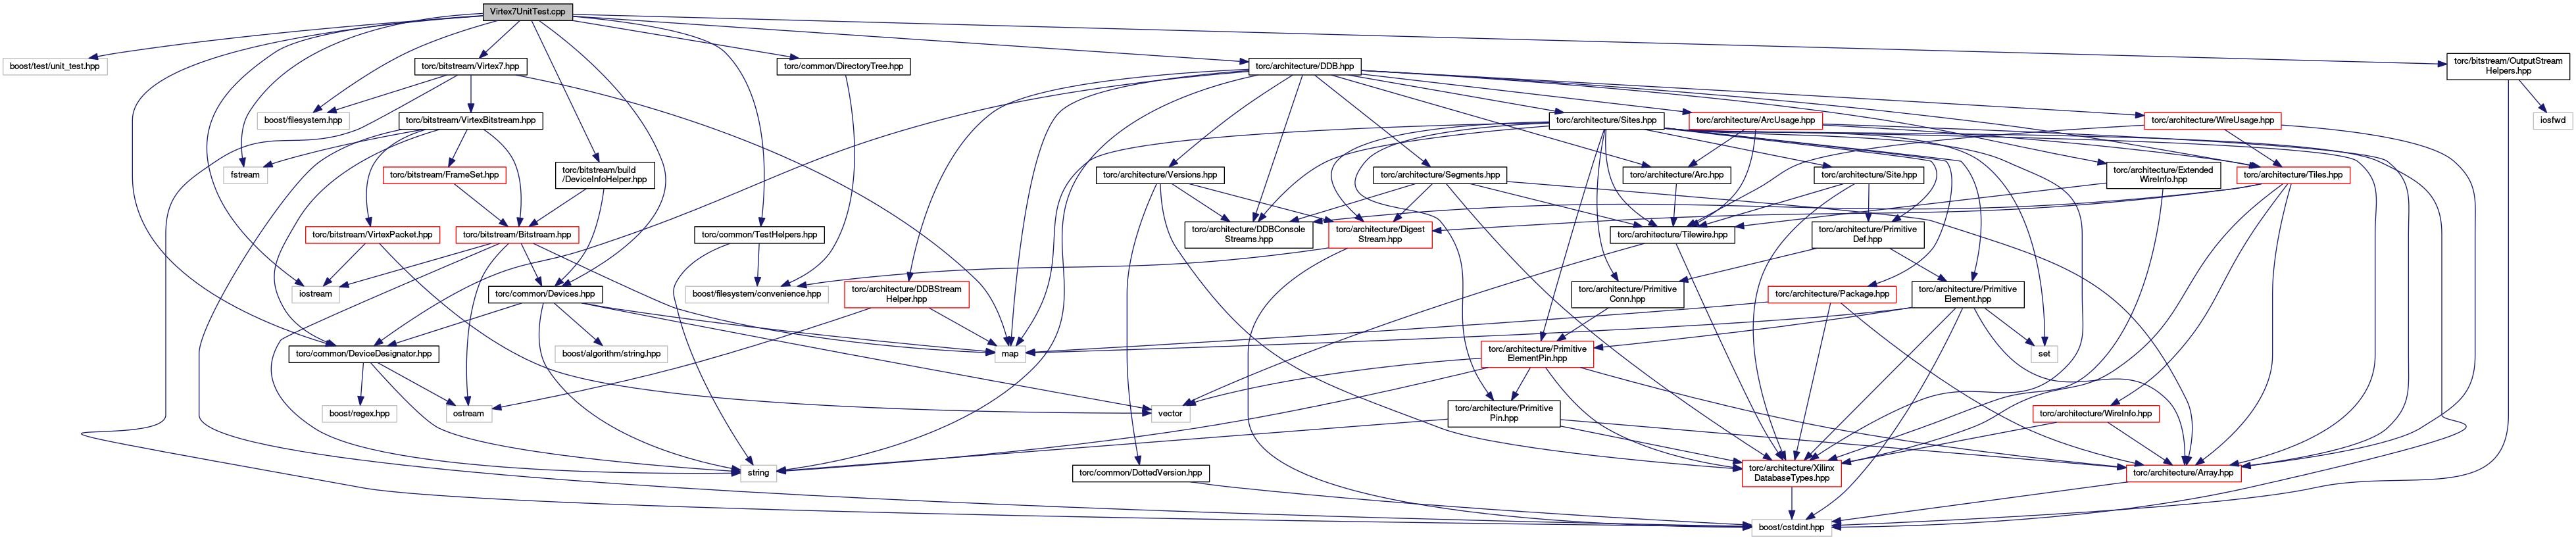 Virtex7UnitTest.cpp
boost/test/unit_test.hpp
torc/bitstream/Virtex7.hpp
torc/common/DirectoryTree.hpp
torc/architecture/DDB.hpp
torc/bitstream/OutputStream
Helpers.hpp
boost/filesystem.hpp
torc/bitstream/VirtexBitstream.hpp
torc/architecture/Sites.hpp
torc/architecture/ArcUsage.hpp
torc/architecture/WireUsage.hpp
iosfwd
fstream
torc/bitstream/FrameSet.hpp
torc/bitstream/build
/DeviceInfoHelper.hpp
torc/architecture/Versions.hpp
torc/architecture/Segments.hpp
torc/architecture/Arc.hpp
torc/architecture/Site.hpp
torc/architecture/Extended
WireInfo.hpp
torc/architecture/Tiles.hpp
torc/bitstream/VirtexPacket.hpp
torc/bitstream/Bitstream.hpp
torc/common/TestHelpers.hpp
torc/architecture/DDBConsole
Streams.hpp
torc/architecture/Digest
Stream.hpp
torc/architecture/Tilewire.hpp
torc/architecture/Primitive
Def.hpp
iostream
torc/common/Devices.hpp
boost/filesystem/convenience.hpp
torc/architecture/DDBStream
Helper.hpp
torc/architecture/Primitive
Conn.hpp
torc/architecture/Package.hpp
torc/architecture/Primitive
Element.hpp
torc/common/DeviceDesignator.hpp
boost/algorithm/string.hpp
map
torc/architecture/Primitive
ElementPin.hpp
set
boost/regex.hpp
ostream
vector
torc/architecture/Primitive
Pin.hpp
torc/architecture/WireInfo.hpp
string
torc/common/DottedVersion.hpp
torc/architecture/Xilinx
DatabaseTypes.hpp
torc/architecture/Array.hpp
boost/cstdint.hpp